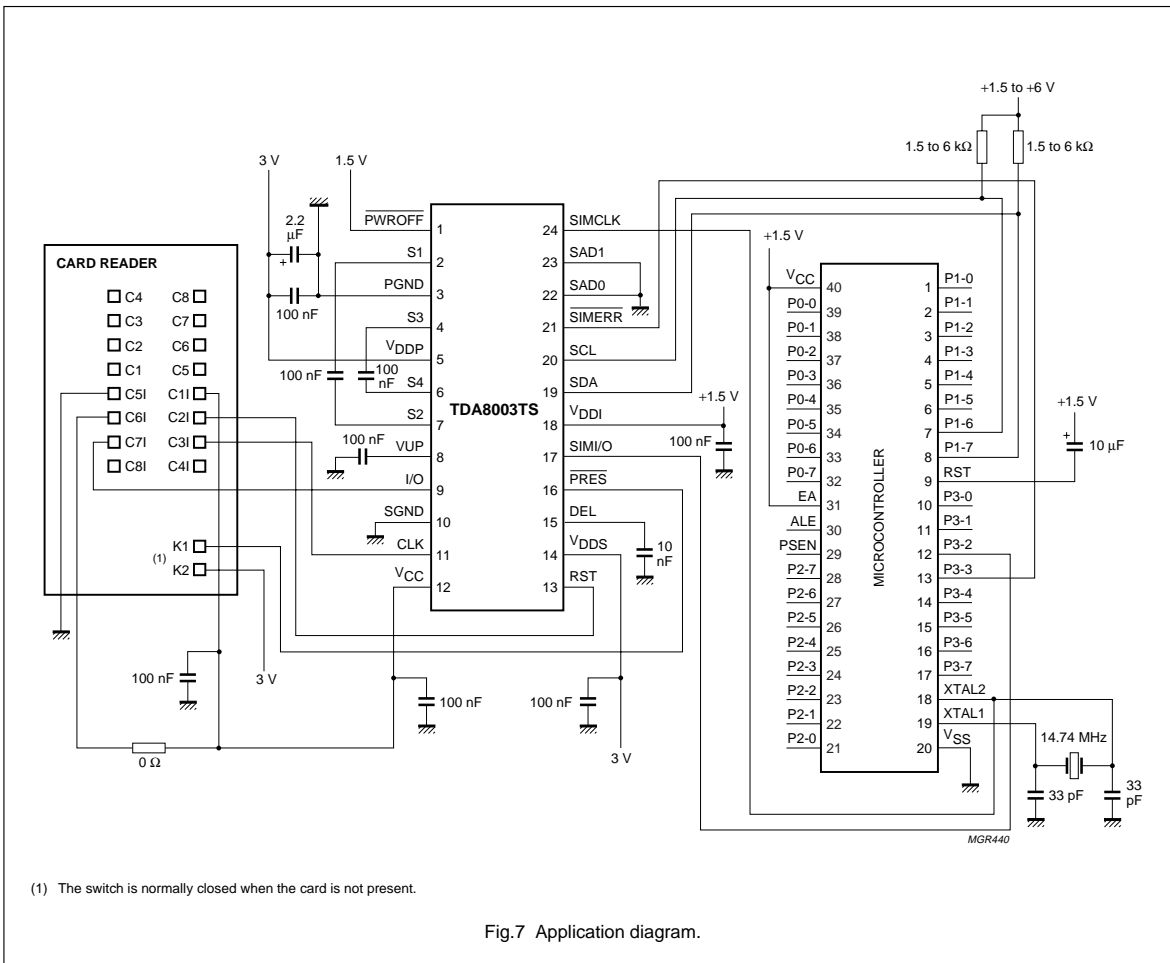 +1.5 to +6 V
1.5 to 6 kΩ
1.5 to 6 kΩ
3 V
1.5 V
2.2
μF
+
100 nF
CARD READER
C4
C8
C3
C7
C2
C6
C1
C5
C5I
C1I
C6I
C2I
C7I
C3I
C8I
C4I
(1)
K1
K2
3 V
100 nF
0 Ω
100 nF
100
nF
100 nF
TDA8003TS
PWROFF
1
S1
2
PGND
3
S3
4
VDDP
5
S4
6
S2
7
VUP
8
I/O
9
SGND
10
CLK
11
VCC
12
24
SIMCLK
23
SAD1
22
SAD0
21
SIMERR
20
SCL
19
SDA
18
VDDI
17
SIMI/O
16
PRES
15
DEL
14
VDDS
13
RST
+1.5 V
100 nF
10
nF
100 nF
100 nF
3 V
+1.5 V
MICROCONTROLLER
VCC
40
P0-0
39
P0-1
38
P0-2
37
P0-3
36
P0-4
35
P0-5
34
P0-6
33
P0-7
32
EA
31
ALE
30
PSEN
29
P2-7
28
P2-6
27
P2-5
26
P2-4
25
P2-3
24
P2-2
23
P2-1
22
P2-0
21
1
P1-0
2
P1-1
3
P1-2
4
P1-3
5
P1-4
6
P1-5
7
P1-6
8
P1-7
9
RST
10
P3-0
11
P3-1
12
P3-2
13
P3-3
14
P3-4
15
P3-5
16
P3-6
17
P3-7
18
XTAL2
19
XTAL1
20
VSS
+1.5 V
+
10 μF
14.74 MHz
33 pF
33
pF
MGR440
(1) The switch is normally closed when the card is not present.
Fig.7 Application diagram.